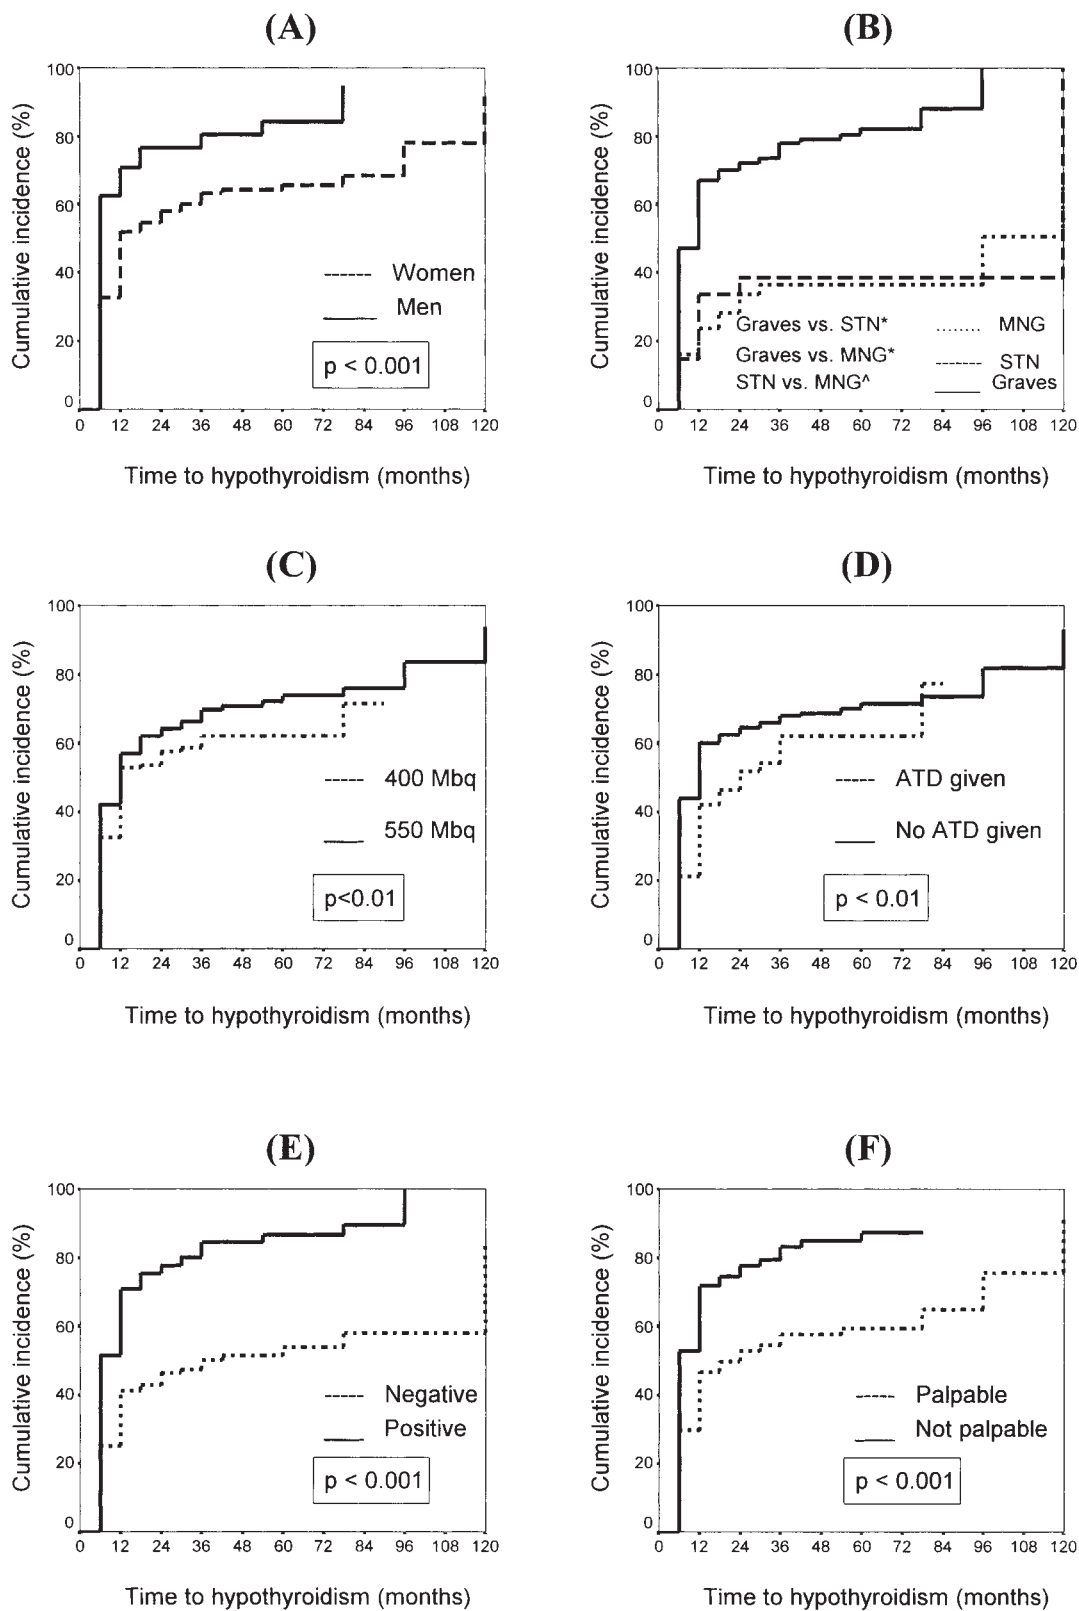 (A)
100
80
60
40
20
0
Cumulative incidence (%)
Women
Men
p < 0.001
0 12 24 36 48 60 72 84 96 108 120
Time to hypothyroidism (months)
(B)
100
80
60
40
20
0
Cumulative incidence (%)
Graves vs. STN*
Graves vs. MNG*
STN vs. MNG^
MNG
STN
Graves
0 12 24 36 48 60 72 84 96 108 120
Time to hypothyroidism (months)
(C)
100
80
60
40
20
0
Cumulative incidence (%)
400 Mbq
550 Mbq
p<0.01
0 12 24 36 48 60 72 84 96 108 120
Time to hypothyroidism (months)
(D)
100
80
60
40
20
0
Cumulative incidence (%)
ATD given
No ATD given
p < 0.01
0 12 24 36 48 60 72 84 96 108 120
Time to hypothyroidism (months)
(E)
100
80
60
40
20
0
Cumulative incidence (%)
Negative
Positive
p < 0.001
0 12 24 36 48 60 72 84 96 108 120
Time to hypothyroidism (months)
(F)
100
80
60
40
20
0
Cumulative incidence (%)
Palpable
Not palpable
p < 0.001
0 12 24 36 48 60 72 84 96 108 120
Time to hypothyroidism (months)